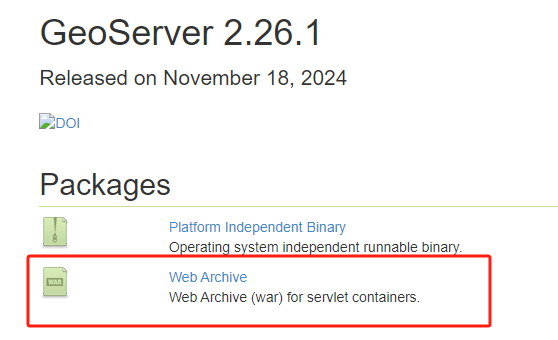 GeoServer 2.26.1
Released on November 18, 2024
DOI
Packages
Platform Independent Binary
Operating system independent runnable binary.
WAR
Web Archive
Web Archive (war) for servlet containers.